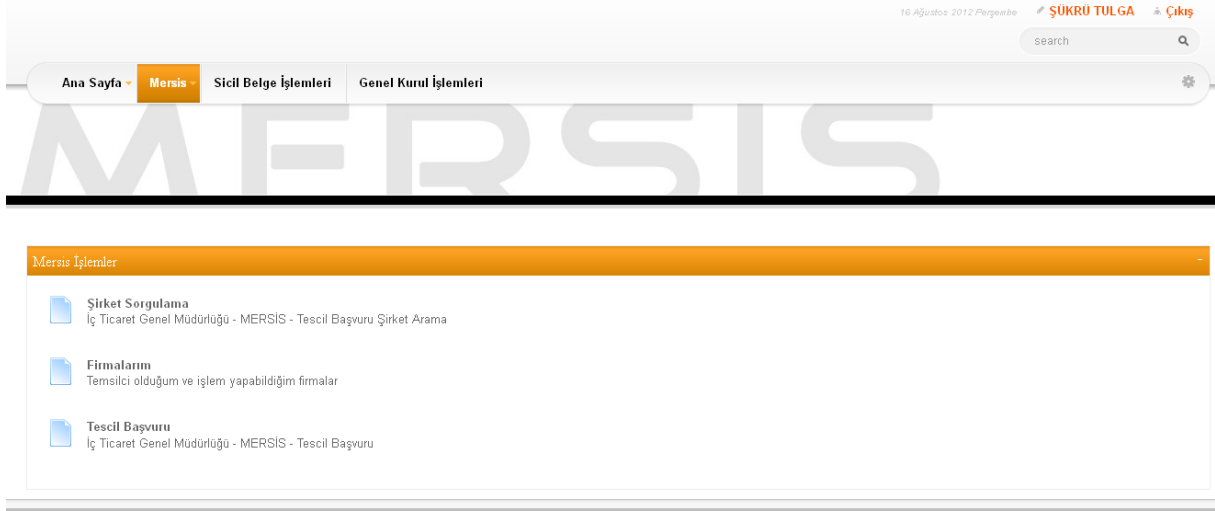 16 Ağustos 2012 Perşembe ŞÜKRÜ TULGA Çıkış
search
Ana Sayfa Mersis Sicil Belge İşlemleri Genel Kurul İşlemleri
MERSIS
Mersis İşlemler -
Şirket Sorgulama
İç Ticaret Genel Müdürlüğü - MERSİS - Tescil Başvuru Şirket Arama
Firmalarım
Temsilci olduğum ve işlem yapabildiğim firmalar
Tescil Başvuru
İç Ticaret Genel Müdürlüğü - MERSİS - Tescil Başvuru